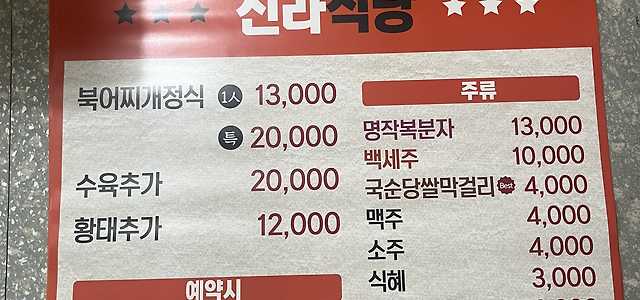 신라식당
북어찌개정식 1人 13,000
특 20,000
수육추가 20,000
황태추가 12,000
예약시
주류
명작복분자 13,000
백세주 10,000
국순당쌀막걸리 Best 4,000
맥주 4,000
소주 4,000
식혜 3,000